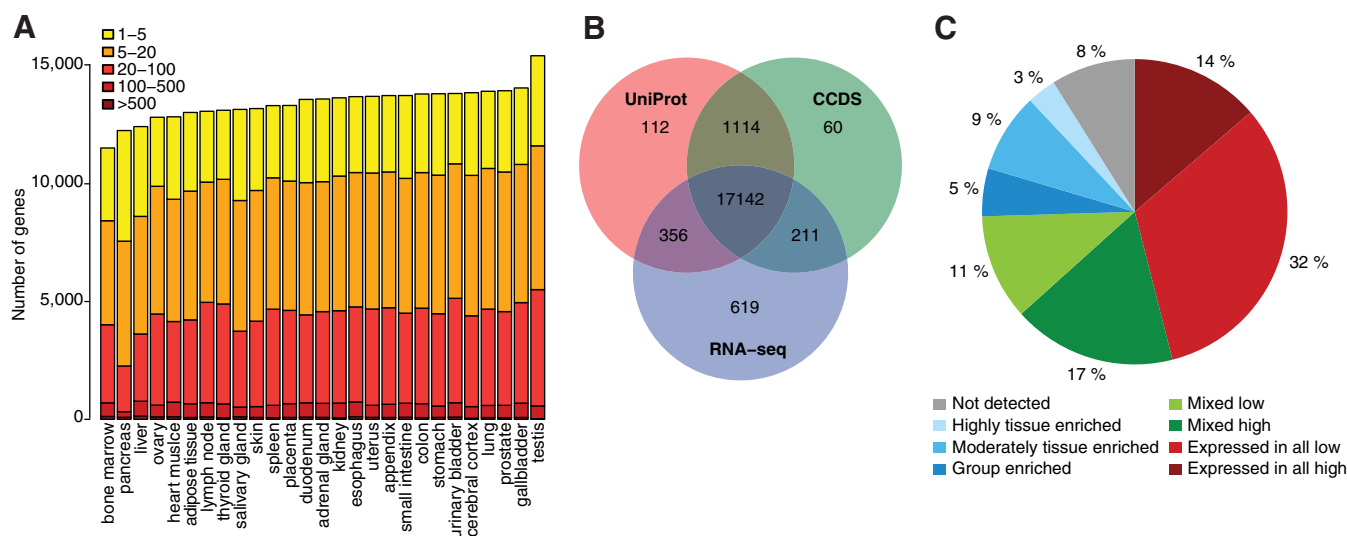 A
1–5
5–20
20–100
100–500
>500
15,000
10,000
5,000
0
Number of genes
bone marrow
pancreas
liver
ovary
heart muslce
adipose tissue
lymph node
thyroid gland
salivary gland
skin
spleen
placenta
duodenum
adrenal gland
kidney
esophagus
uterus
appendix
small intestine
colon
stomach
urinary bladder
cerebral cortex
lung
prostate
gallbladder
testis
B
UniProt
CCDS
112
1114
60
17142
356
211
619
RNA–seq
C
8 %
14 %
3 %
9 %
5 %
32 %
11 %
17 %
Not detected
Highly tissue enriched
Moderately tissue enriched
Group enriched
Mixed low
Mixed high
Expressed in all low
Expressed in all high